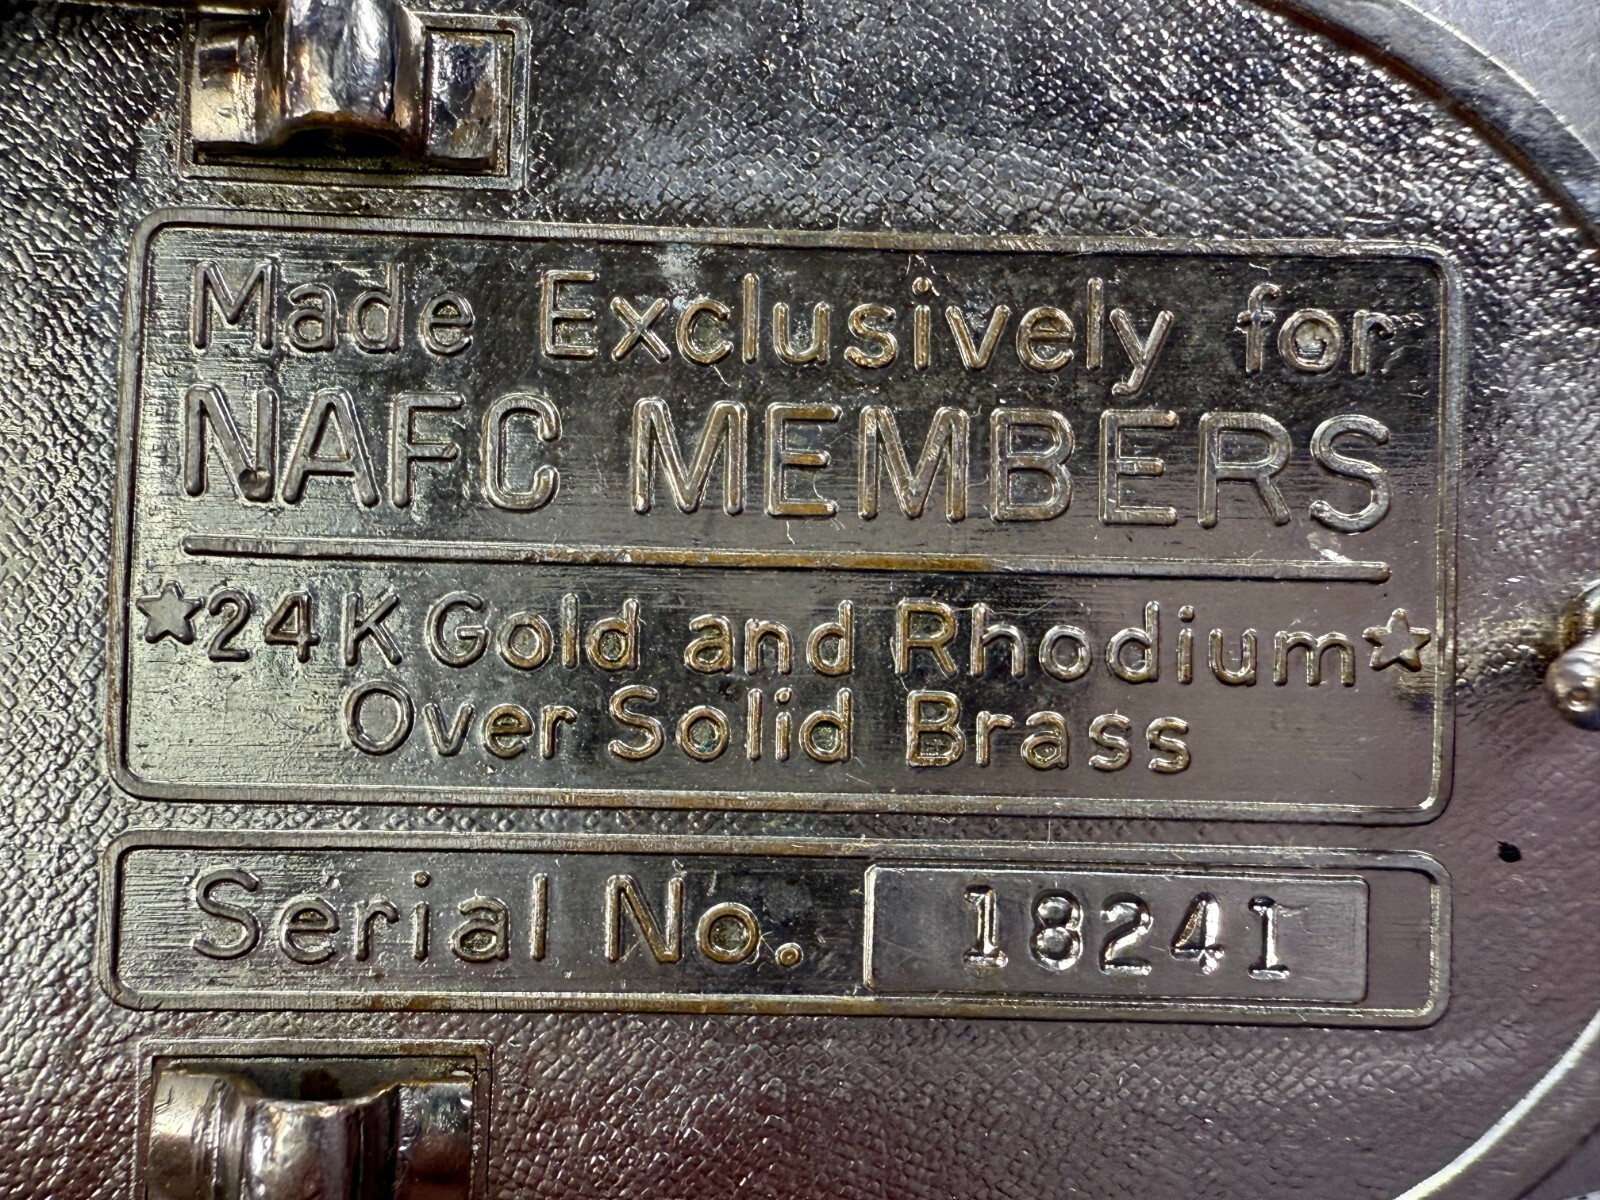 Made Exclusively for
NAFC MEMBERS
☆24K Gold and Rhodium☆
Over Solid Brass
Serial No. 18241